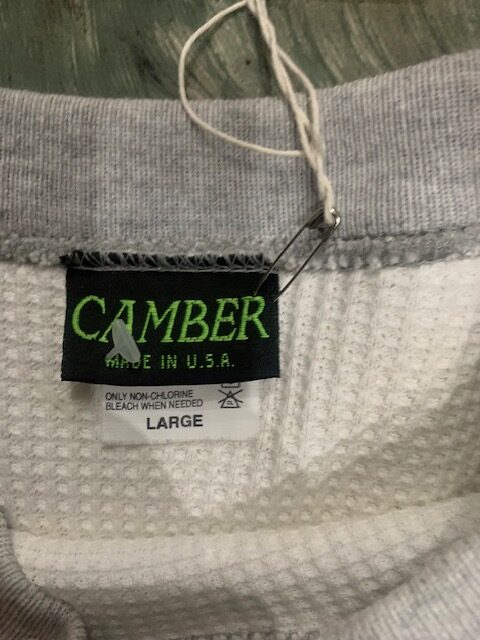 CAMBER
MADE IN U.S.A.
ONLY NON-CHLORINE
BLEACH WHEN NEEDED
LARGE